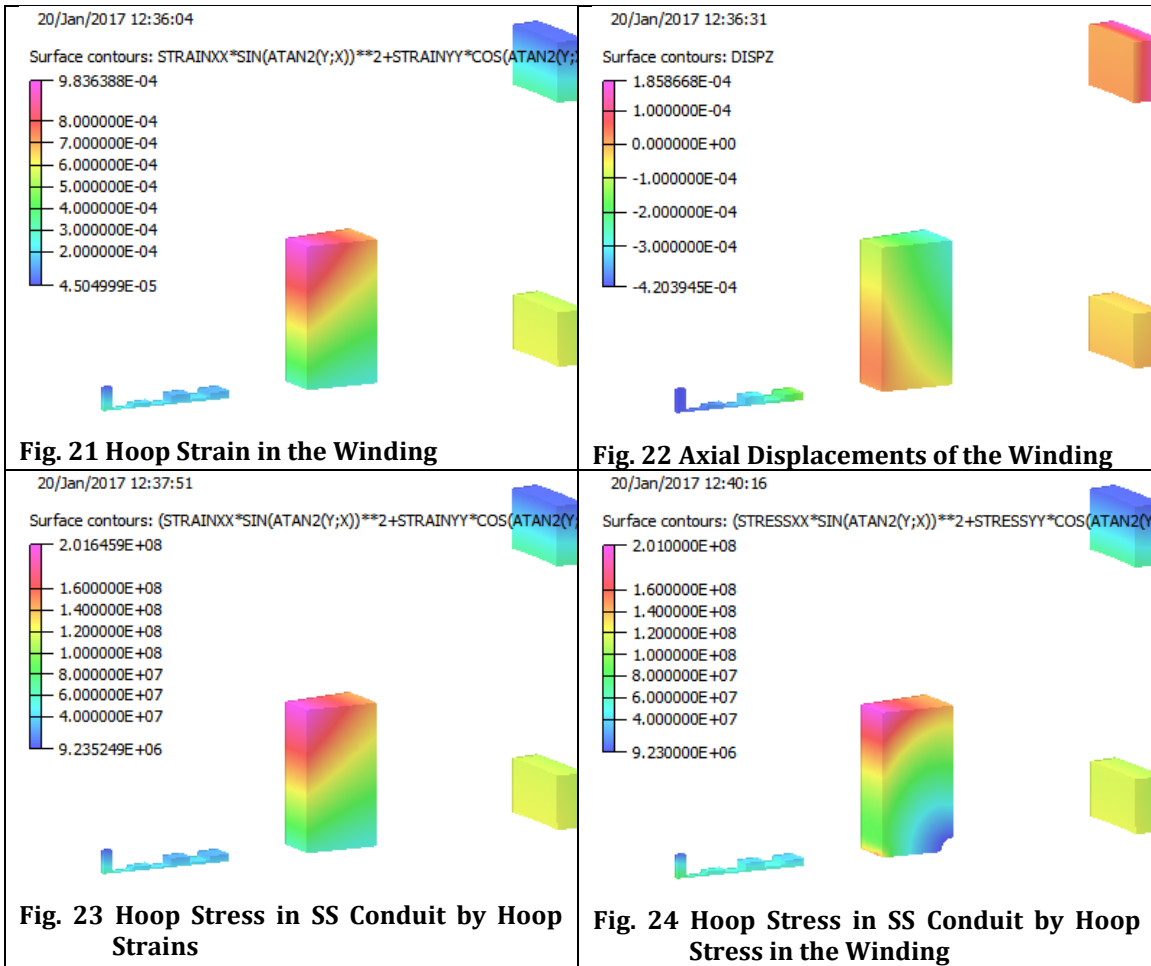 20/Jan/2017 12:36:04
Surface contours: STRAINXX*SIN(ATAN2(Y;X))**2+STRAINYY*COS(ATAN2(Y;
9.836388E-04
8.000000E-04
7.000000E-04
6.000000E-04
5.000000E-04
4.000000E-04
3.000000E-04
2.000000E-04
4.504999E-05
Fig. 21 Hoop Strain in the Winding
20/Jan/2017 12:36:31
Surface contours: DISPZ
1.858668E-04
1.000000E-04
0.000000E+00
-1.000000E-04
-2.000000E-04
-3.000000E-04
-4.203945E-04
Fig. 22 Axial Displacements of the Winding
20/Jan/2017 12:37:51
Surface contours: (STRAINXX*SIN(ATAN2(Y;X))**2+STRAINYY*COS(ATAN2(Y;
2.016459E+08
1.600000E+08
1.400000E+08
1.200000E+08
8.000000E+07
6.000000E+07
4.000000E+07
9.235249E+06
Fig. 23 Hoop Stress in SS Conduit by Hoop
Strains
20/Jan/2017 12:40:16
Surface contours: (STRESSXX*SIN(ATAN2(Y;X))**2+STRESSYY*COS(ATAN2(Y
2.010000E+08
1.600000E+08
1.400000E+08
1.200000E+08
1.000000E+08
8.000000E+07
6.000000E+07
4.000000E+07
9.230000E+06
Fig. 24 Hoop Stress in SS Conduit by Hoop
Stress in the Winding